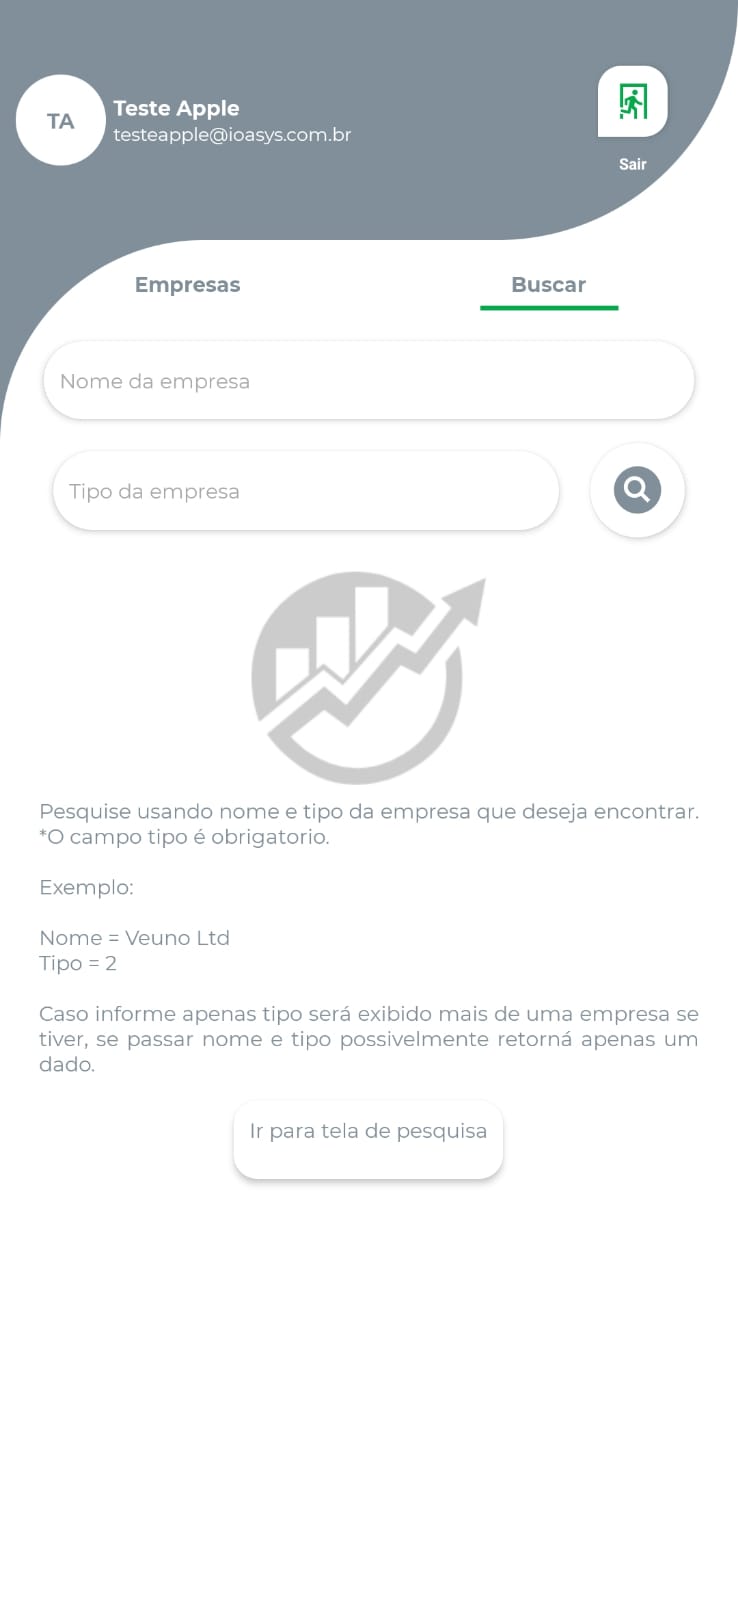 TA
Teste Apple
testeapple@ioasys.com.br
Sair
Empresas
Buscar
Nome da empresa
Tipo da empresa
Pesquise usando nome e tipo da empresa que deseja encontrar.
*O campo tipo é obrigatorio.
Exemplo:
Nome = Veuno Ltd
Tipo = 2
Caso informe apenas tipo será exibido mais de uma empresa se
tiver, se passar nome e tipo possivelmente retorná apenas um
dado.
Ir para tela de pesquisa